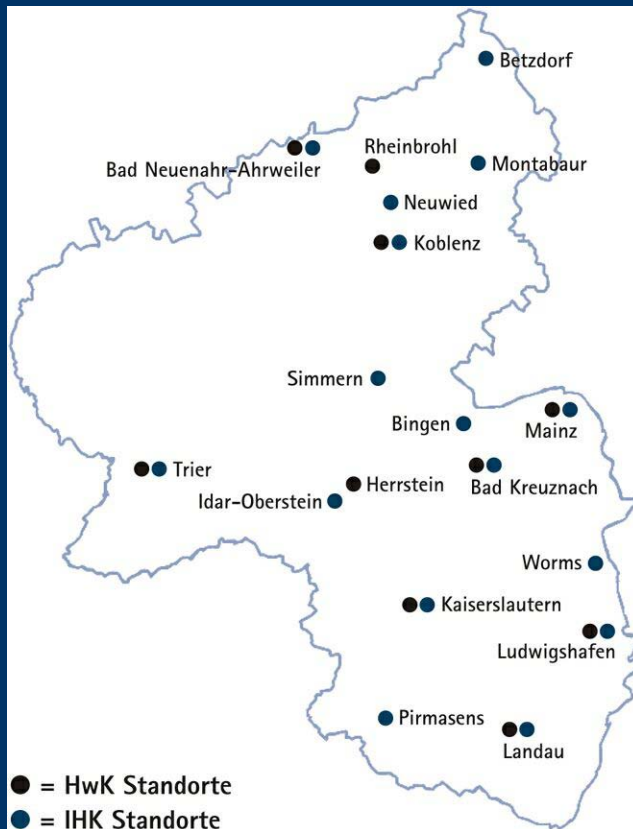 Betzdorf
Rheinbrohl
Bad Neuenahr-Ahrweiler
Montabaur
Neuwied
Koblenz
Simmern
Bingen
Mainz
Trier
Herrstein
Bad Kreuznach
Idar-Oberstein
Worms
Kaiserslautern
Ludwigshafen
Pirmasens
Landau
= HwK Standorte
= IHK Standorte